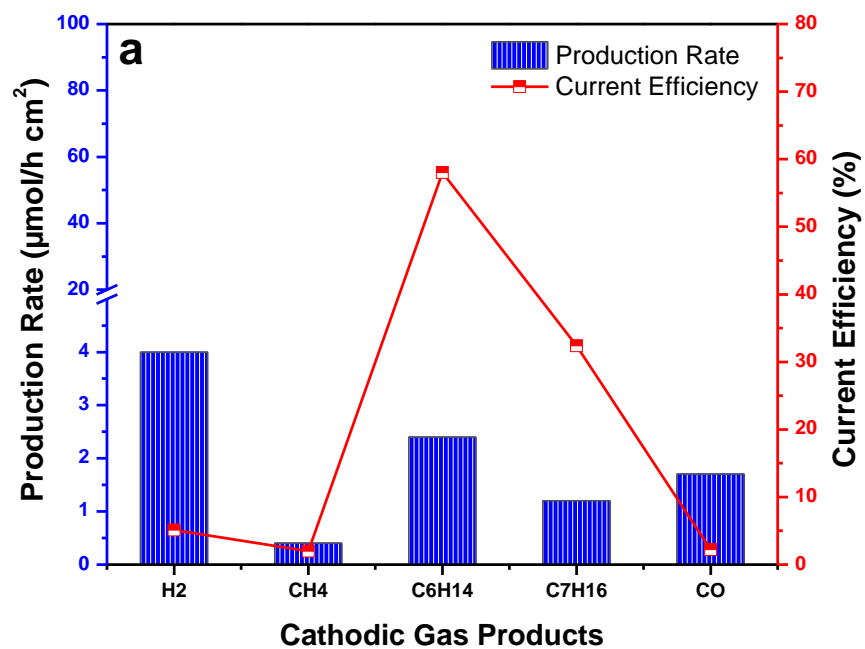 a
Production Rate
Current Efficiency
Production Rate (µmol/h cm²)
100
80
60
40
20
4
3
2
1
0
Current Efficiency (%)
80
70
60
50
40
30
20
10
0
H2 CH4 C6H14 C7H16 CO
Cathodic Gas Products